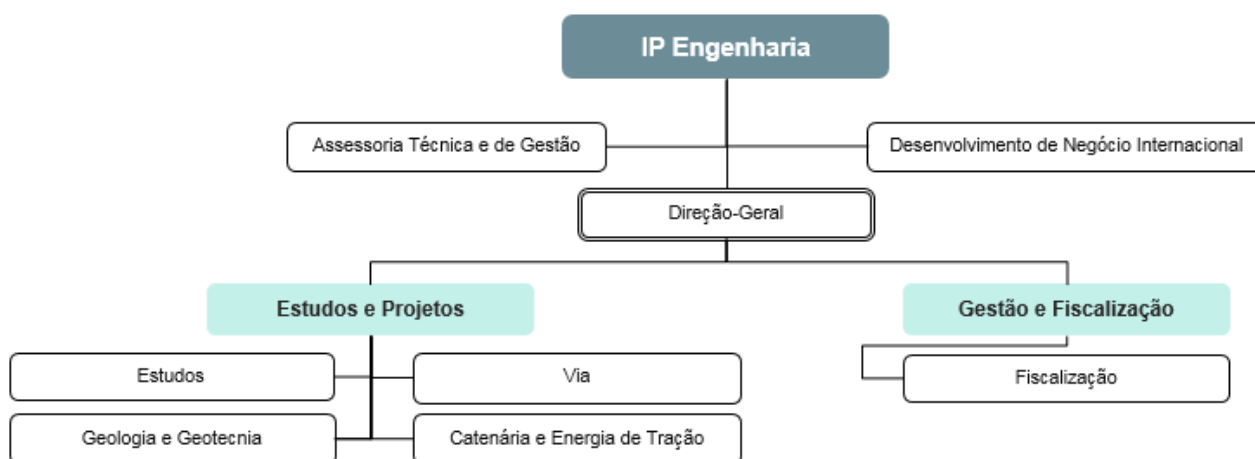 IP Engenharia
Assessoria Técnica e de Gestão
Desenvolvimento de Negócio Internacional
Direção-Geral
Estudos e Projetos
Gestão e Fiscalização
Estudos
Via
Fiscalização
Geologia e Geotecnia
Catenária e Energia de Tração